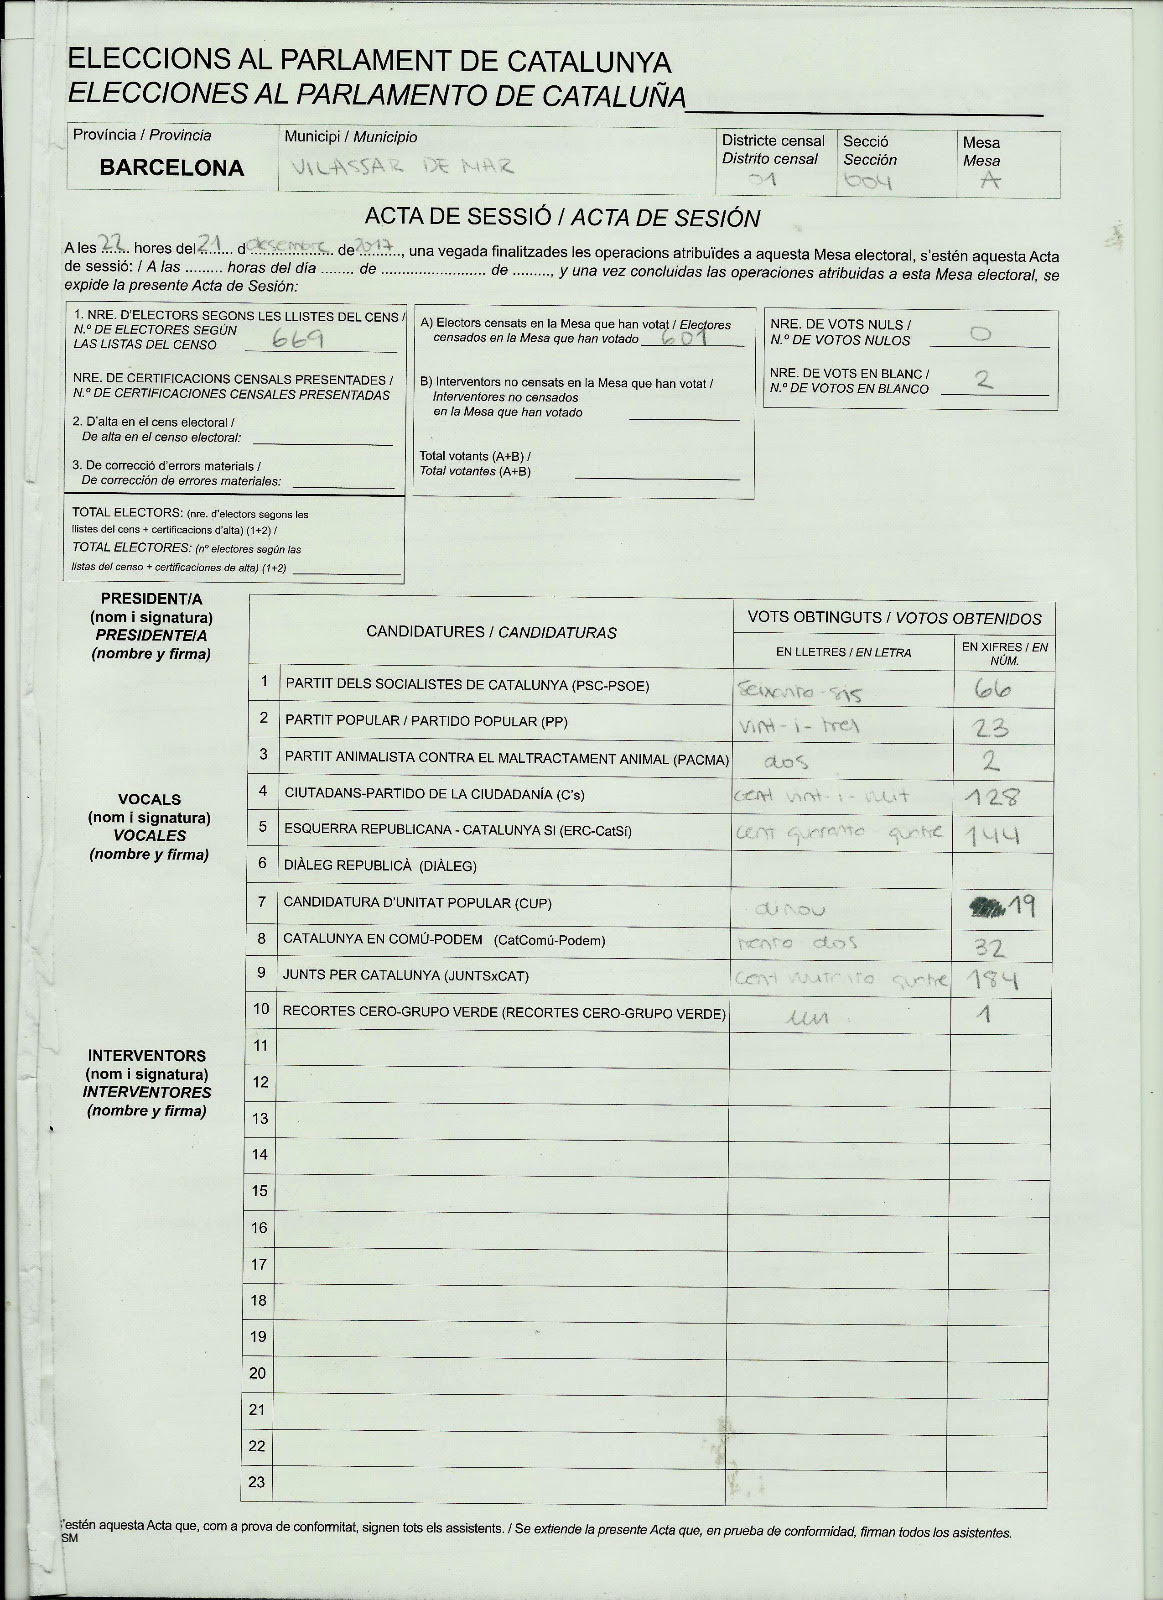 ELECCIONS AL PARLAMENT DE CATALUNYA
ELECCIONES AL PARLAMENTO DE CATALUÑA
Província / Provincia
BARCELONA
Municipi / Municipio
VILASSAR DE MAR
Districte censal
Distrito censal
01
Secció
Sección
004
Mesa
Mesa
A
ACTA DE SESSIÓ / ACTA DE SESIÓN
A les 22 hores del 21 d desembre de 2017, una vegada finalitzades les operacions atribuïdes a aquesta Mesa electoral, s'estén aquesta Acta
de sessió: / A las ......... horas del día ........ de ......................... de ........., y una vez concluidas las operaciones atribuidas a esta Mesa electoral, se
expide la presente Acta de Sesión:
1. NRE. D'ELECTORS SEGONS LES LLISTES DEL CENS /
N.º DE ELECTORES SEGÚN
LAS LISTAS DEL CENSO 669
NRE. DE CERTIFICACIONS CENSALS PRESENTADES /
N.º DE CERTIFICACIONES CENSALES PRESENTADAS
2. D'alta en el cens electoral /
De alta en el censo electoral:
3. De correcció d'errors materials /
De corrección de errores materiales:
TOTAL ELECTORS: (nre. d'electors segons les
llistes del cens + certificacions d'alta) (1+2) /
TOTAL ELECTORES: (nº electores según las
listas del censo + certificaciones de alta) (1+2)
A) Electors censats en la Mesa que han votat / Electores
censados en la Mesa que han votado 601
B) Interventors no censats en la Mesa que han votat /
Interventores no censados
en la Mesa que han votado
Total votants (A+B) /
Total votantes (A+B)
NRE. DE VOTS NULS /
N.º DE VOTOS NULOS 0
NRE. DE VOTS EN BLANC /
N.º DE VOTOS EN BLANCO 2
PRESIDENT/A
(nom i signatura)
PRESIDENTE/A
(nombre y firma)
VOCALS
(nom i signatura)
VOCALES
(nombre y firma)
INTERVENTORS
(nom i signatura)
INTERVENTORES
(nombre y firma)
CANDIDATURES / CANDIDATURAS
VOTS OBTINGUTS / VOTOS OBTENIDOS
EN LLETRES / EN LETRA
EN XIFRES / EN
NÚM.
1 PARTIT DELS SOCIALISTES DE CATALUNYA (PSC-PSOE) seixanta-sis 66
2 PARTIT POPULAR / PARTIDO POPULAR (PP) vint-i-tres 23
3 PARTIT ANIMALISTA CONTRA EL MALTRACTAMENT ANIMAL (PACMA) dos 2
4 CIUTADANS-PARTIDO DE LA CIUDADANÍA (C's) cent vint-i-vuit 128
5 ESQUERRA REPUBLICANA - CATALUNYA SI (ERC-CatSí) cent quaranta quatre 144
6 DIÀLEG REPUBLICÀ (DIÀLEG)
7 CANDIDATURA D'UNITAT POPULAR (CUP) dinou 19
8 CATALUNYA EN COMÚ-PODEM (CatComú-Podem) trenta dos 32
9 JUNTS PER CATALUNYA (JUNTSxCAT) cent vuitanta quatre 184
10 RECORTES CERO-GRUPO VERDE (RECORTES CERO-GRUPO VERDE) un 1
11
12
13
14
15
16
17
18
19
20
21
22
23
S'estén aquesta Acta que, com a prova de conformitat, signen tots els assistents. / Se extiende la presente Acta que, en prueba de conformidad, firman todos los asistentes.
SM